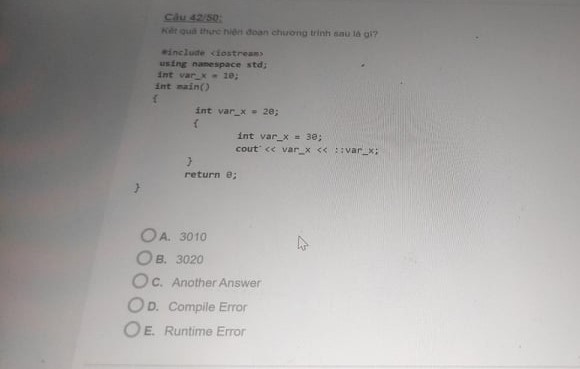 Câu 42/50:
Kết quả thực hiện đoạn chương trình sau là gì?
#include <iostream>
using namespace std;
int var_x = 10;
int main()
{
int var_x = 20;
{
int var_x = 30;
cout << var_x << ::var_x;
}
return 0;
}
A. 3010
B. 3020
C. Another Answer
D. Compile Error
E. Runtime Error